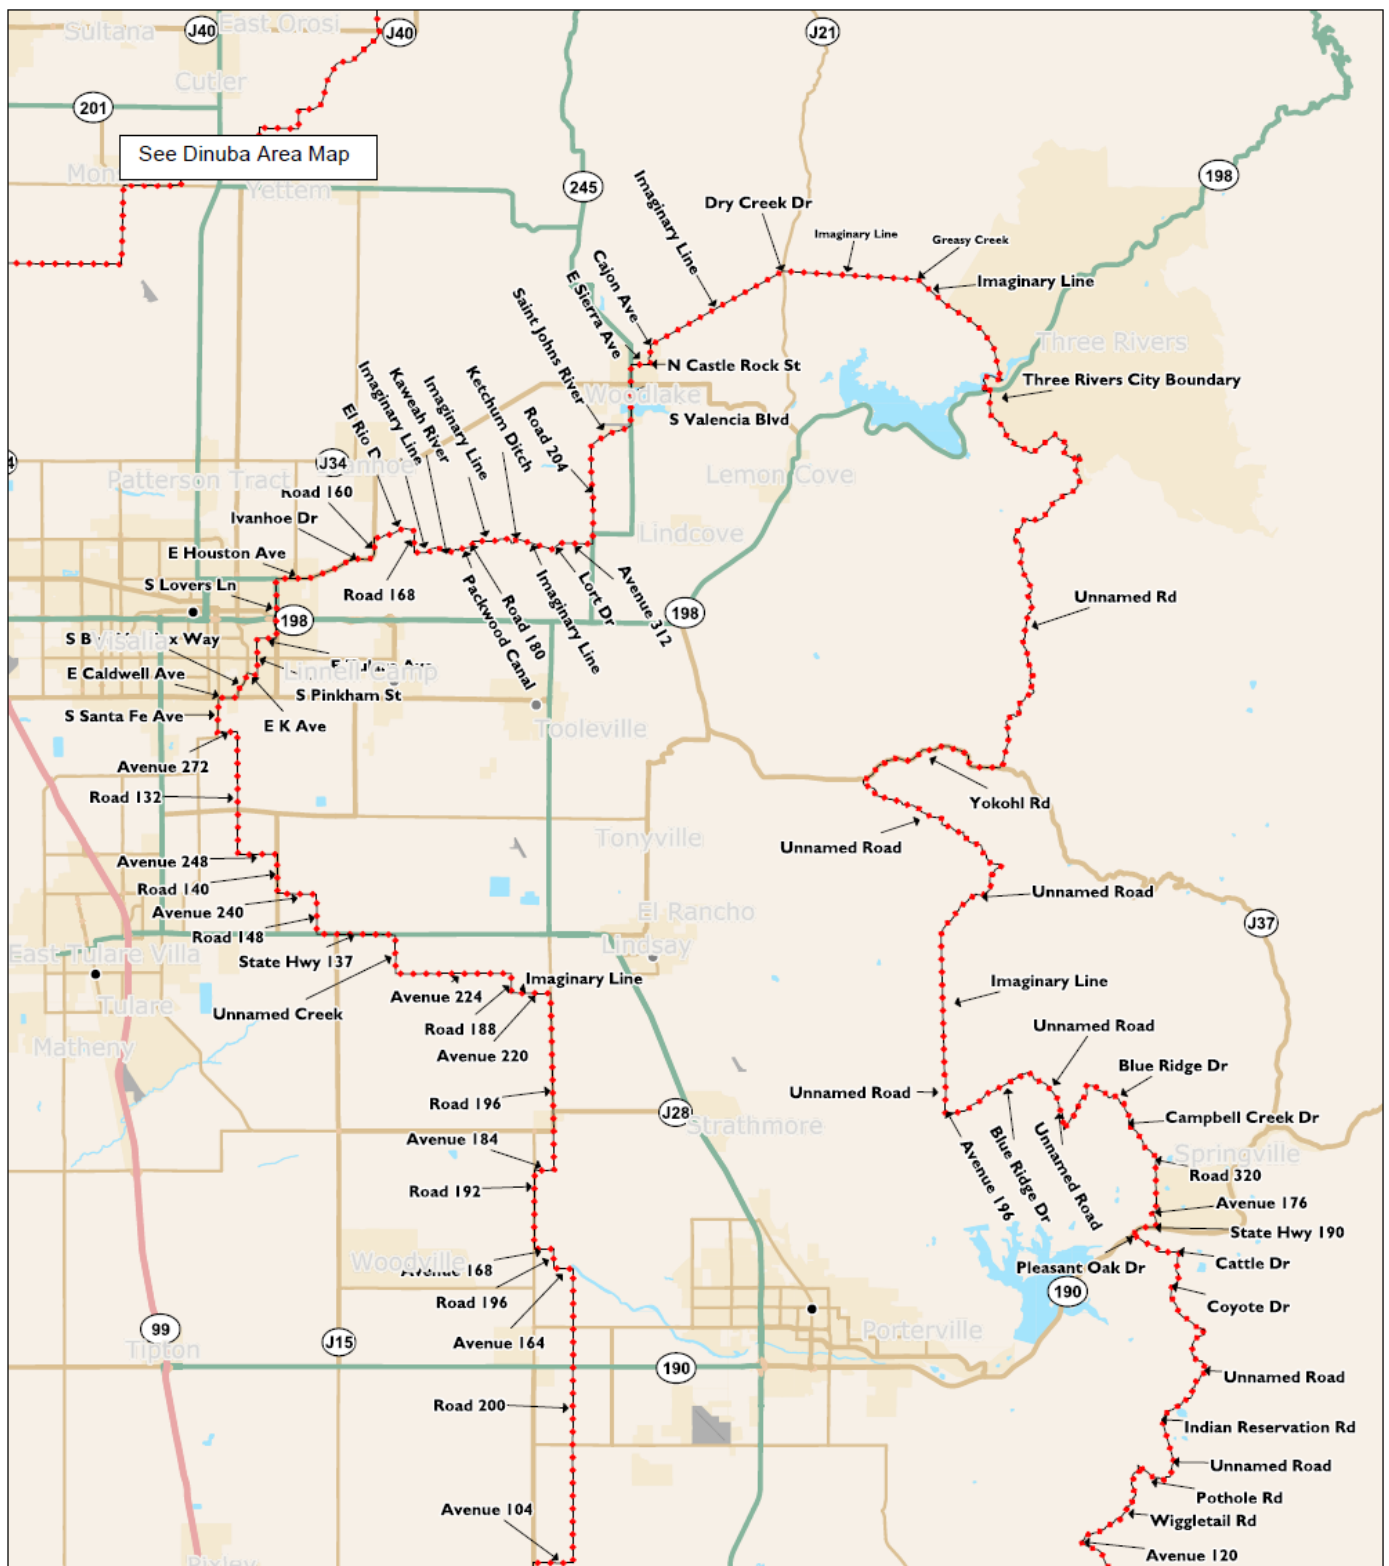 Sultana
J40
East Orosi
J40
J21
Cutler
201
See Dinuba Area Map
Yettem
245
198
Imaginary Line
Dry Creek Dr
Imaginary Line
Greasy Creek
Imaginary Line
Cajon Ave
E Sierra Ave
Saint Johns River
Three Rivers
N Castle Rock St
Three Rivers City Boundary
Woodlake
S Valencia Blvd
El Rio
Imaginary Line
Kaweah River
Imaginary Line
Ketchum Ditch
Road 204
J34
Patterson Tract
Lemon Cove
Road 160
Ivanhoe Dr
Lindcove
E Houston Ave
S Lovers Ln
Road 168
Packwood Canal
Road 180
Imaginary Line
Lort Dr
Avenue 312
Unnamed Rd
198
198
Visalia
Way
Linnell Camp
E Caldwell Ave
S Pinkham St
S Santa Fe Ave
E K Ave
Tooleville
Avenue 272
Road 132
Yokohl Rd
Tonyville
Unnamed Road
Avenue 248
Road 140
Unnamed Road
Avenue 240
El Rancho
J37
Road 148
East Tulare Villa
State Hwy 137
Lindsay
Imaginary Line
Imaginary Line
Avenue 224
Tulare
Unnamed Creek
Road 188
Unnamed Road
Matheny
Avenue 220
Blue Ridge Dr
Unnamed Road
Road 196
J28
Campbell Creek Dr
Strathmore
Avenue 184
Springville
Avenue 196
Blue Ridge Dr
Unnamed Road
Road 320
Road 192
Avenue 176
State Hwy 190
Woodville
Avenue 168
Pleasant Oak Dr
Cattle Dr
190
Road 196
Coyote Dr
99
Tipton
J15
Avenue 164
Porterville
190
Unnamed Road
Road 200
Indian Reservation Rd
Unnamed Road
Pothole Rd
Avenue 104
Wiggletail Rd
Avenue 120
Pixley